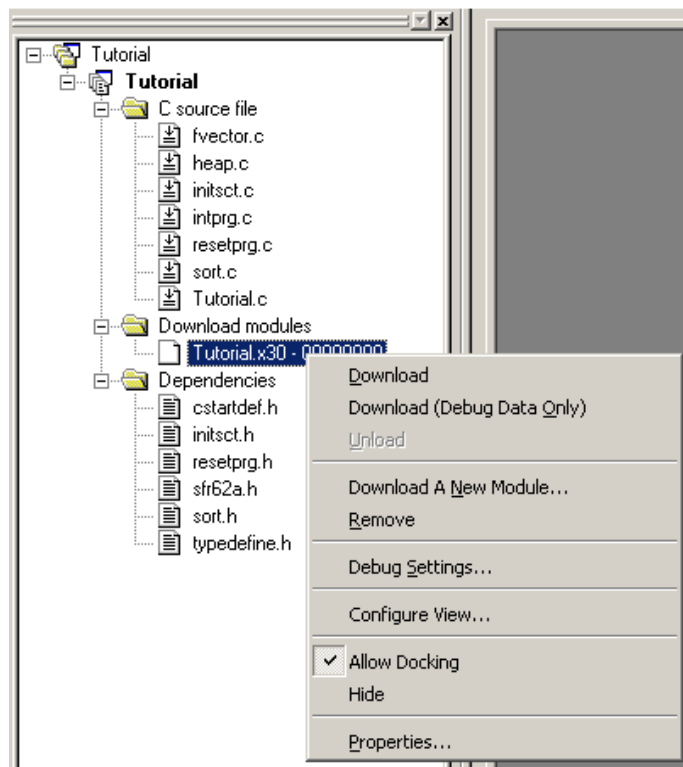 Tutorial
Tutorial
C source file
fvector.c
heap.c
initsct.c
intprg.c
resetprg.c
sort.c
Tutorial.c
Download modules
Tutorial.x30 - 00000000
Dependencies
cstartdef.h
initsct.h
resetprg.h
sfr62a.h
sort.h
typedefine.h
Download
Download (Debug Data Only)
Unload
Download A New Module...
Remove
Debug Settings...
Configure View...
Allow Docking
Hide
Properties...